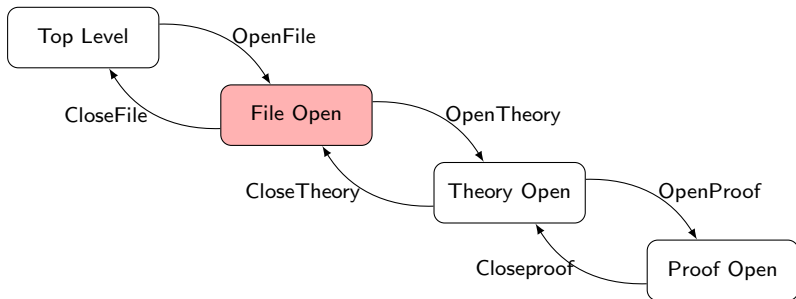 Top Level
OpenFile
CloseFile
File Open
OpenTheory
CloseTheory
Theory Open
OpenProof
Closeproof
Proof Open